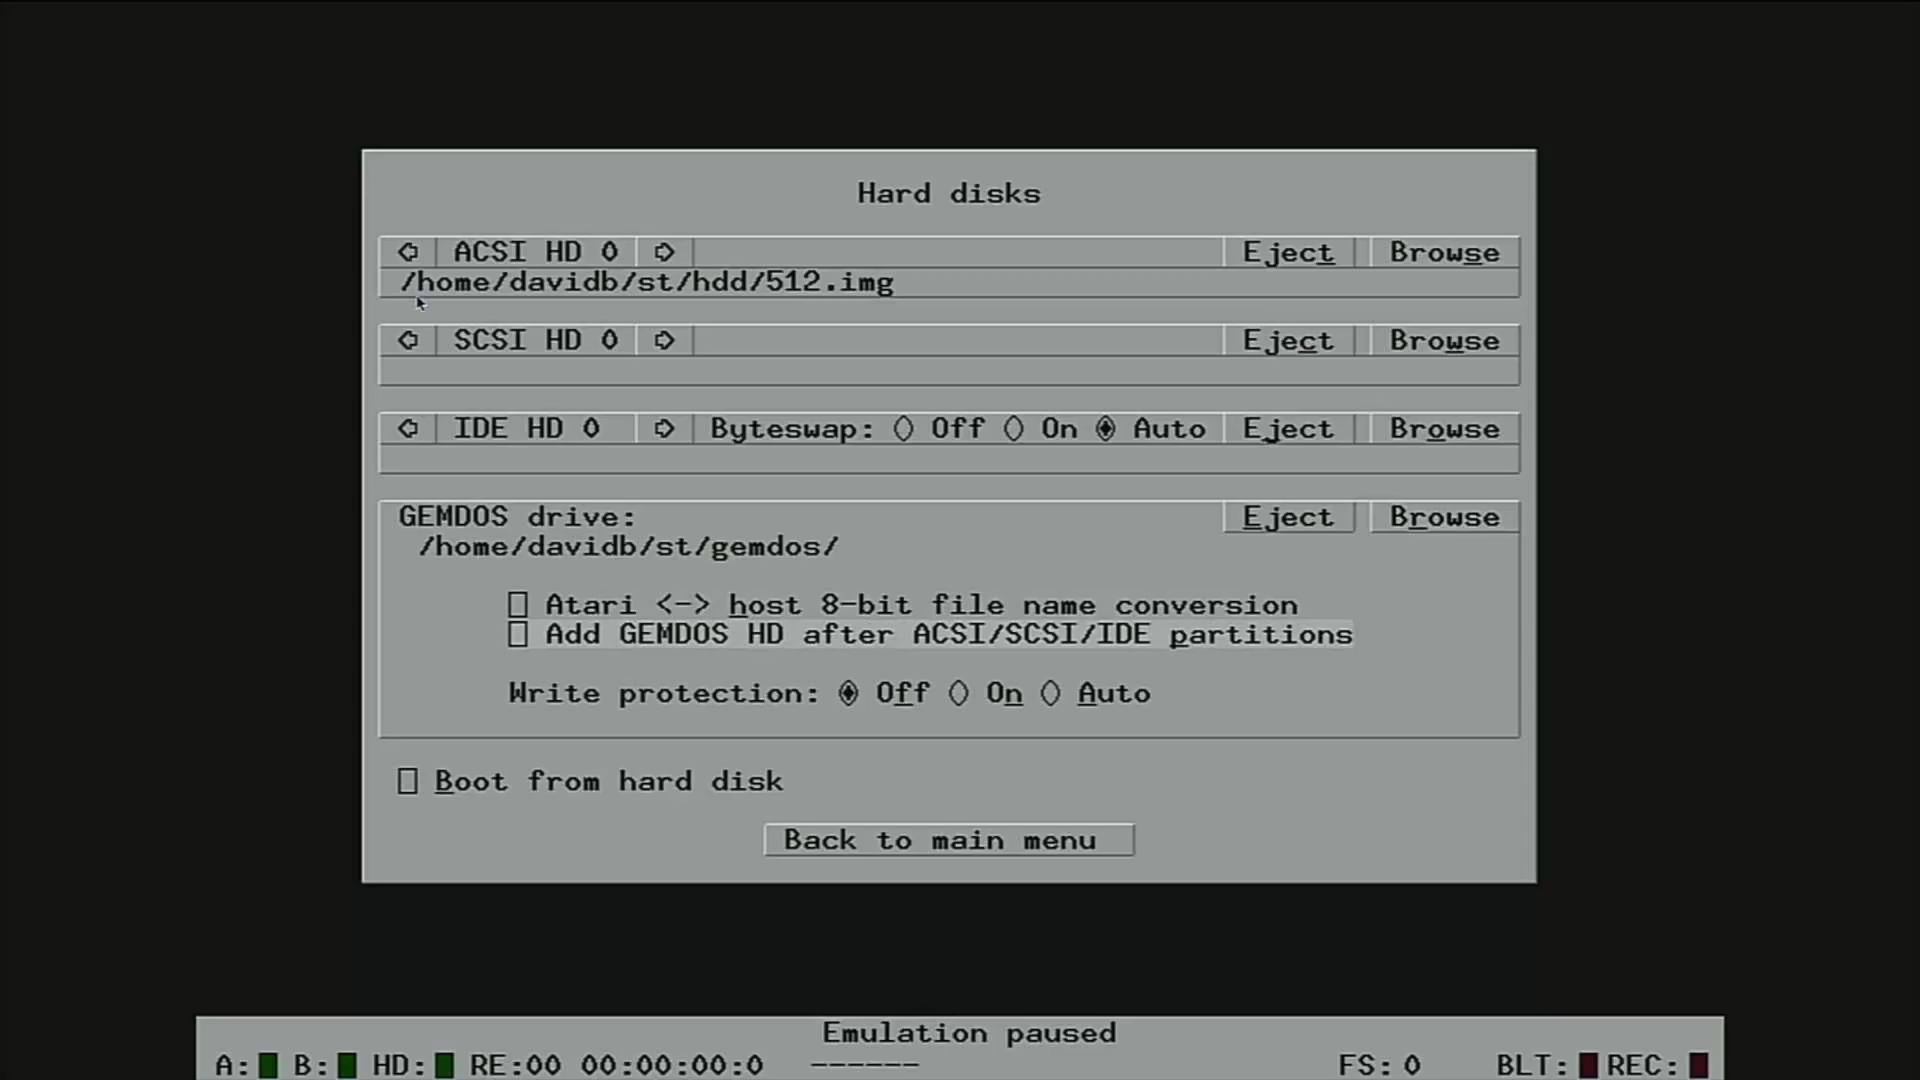 Hard disks
ACSI HD 0 Eject Browse
/home/davidb/st/hdd/512.img
SCSI HD 0 Eject Browse
IDE HD 0 Byteswap: Off On Auto Eject Browse
GEMDOS drive: Eject Browse
/home/davidb/st/gemdos/
Atari <-> host 8-bit file name conversion
Add GEMDOS HD after ACSI/SCSI/IDE partitions
Write protection: Off On Auto
Boot from hard disk
Back to main menu
Emulation paused
A: B: HD: RE:00 00:00:00:0 ------ FS: 0 BLT: REC: